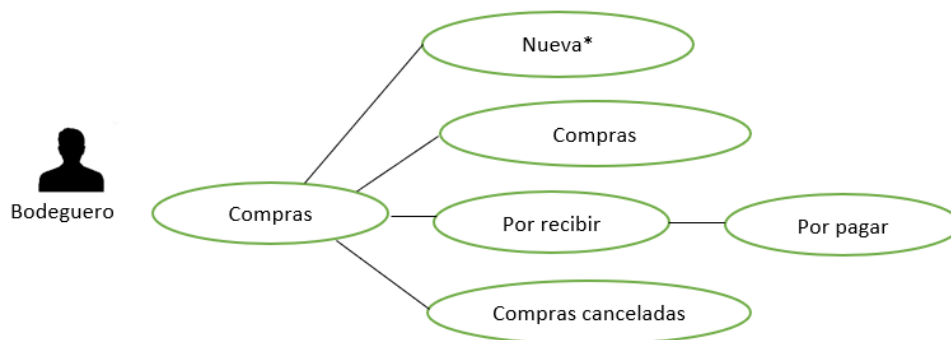 Nueva*
Compras
Bodeguero
Compras
Por recibir
Por pagar
Compras canceladas